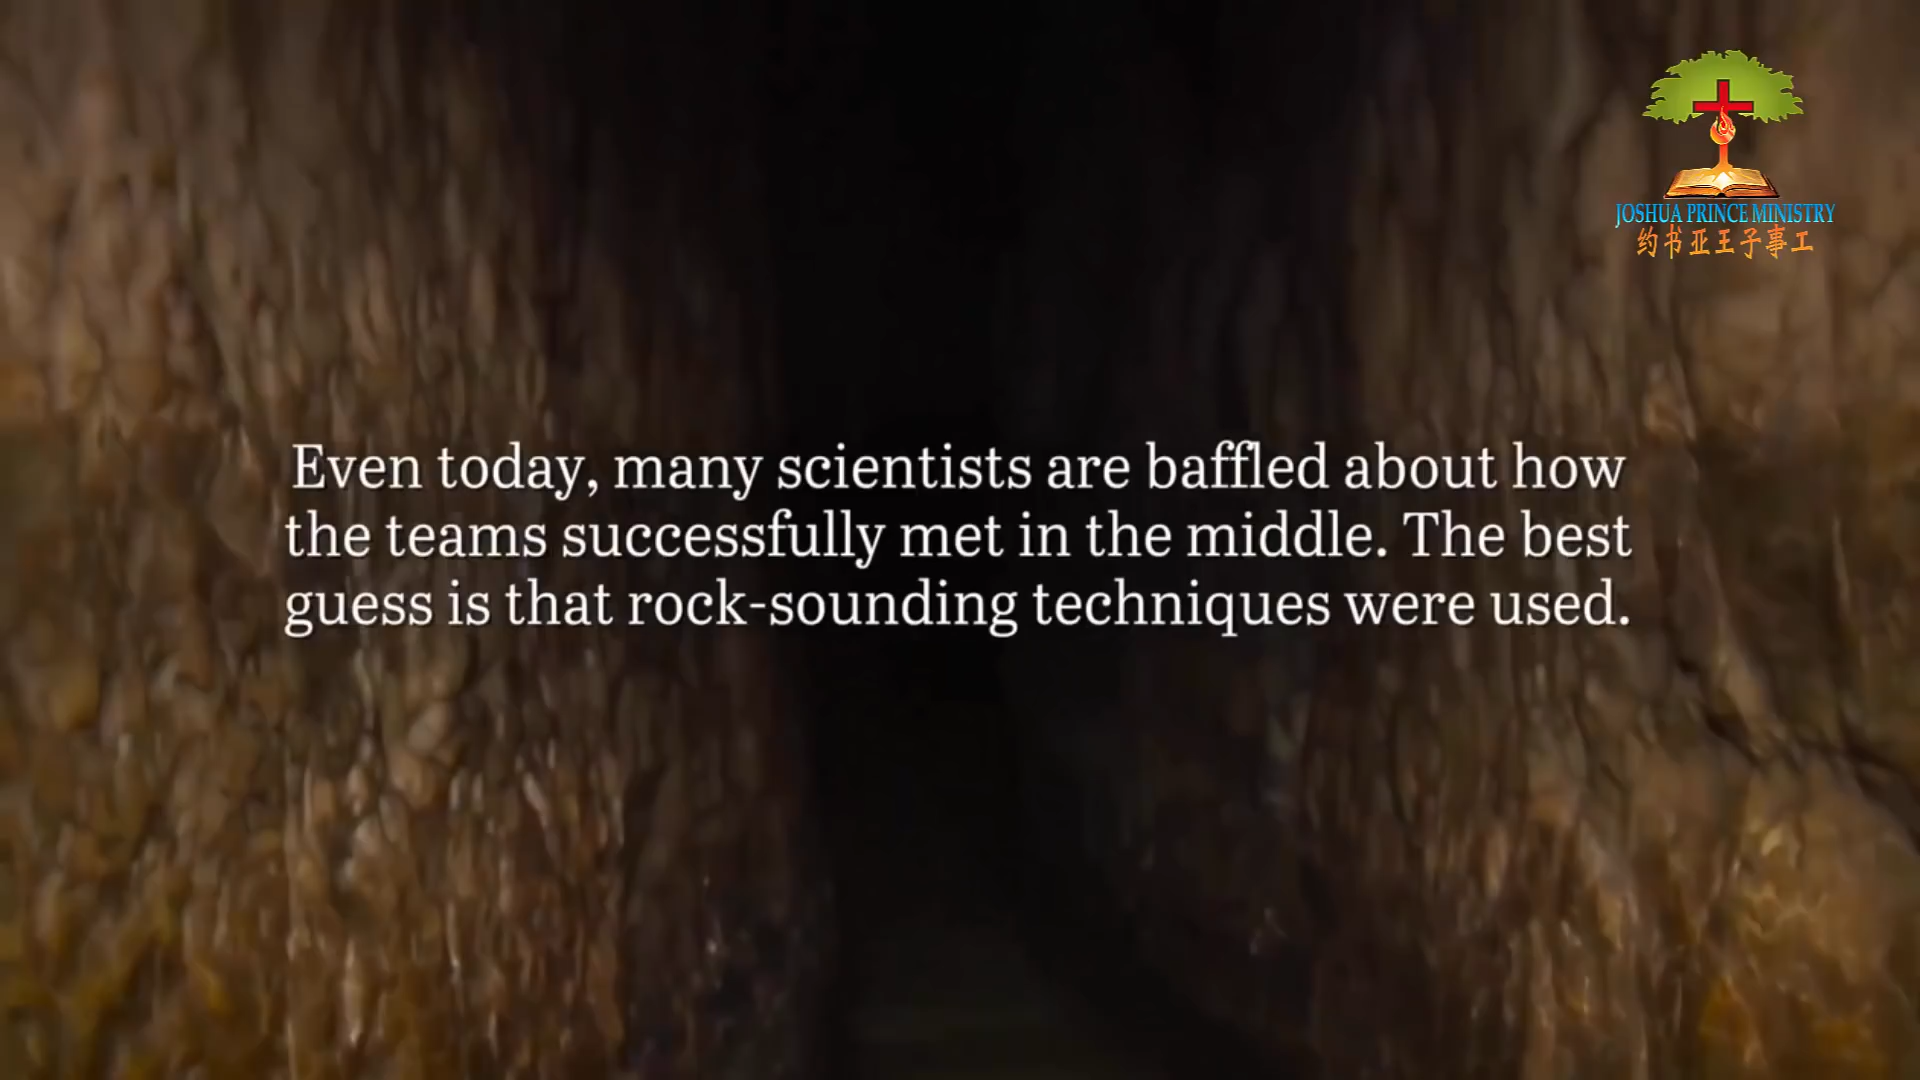 JOSHUA PRINCE MINISTRY
约书亚王子事工
Even today, many scientists are baffled about how
the teams successfully met in the middle. The best
guess is that rock-sounding techniques were used.